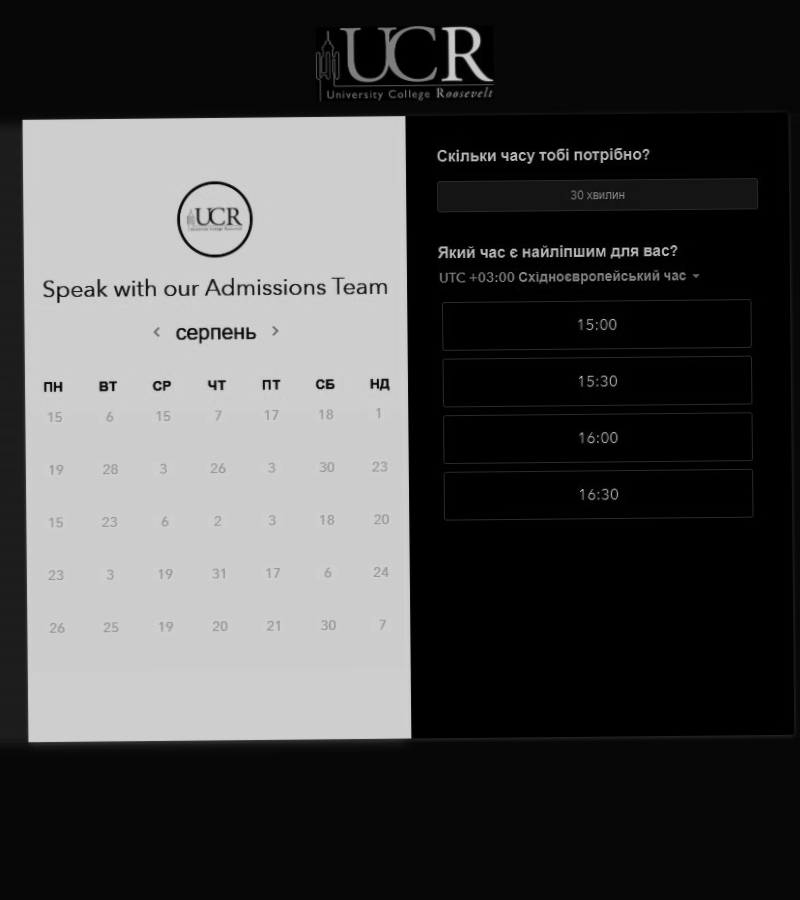 UCR
University College Roosevelt
UCR
University College Roosevelt
Speak with our Admissions Team
серпень
ПН ВТ СР ЧТ ПТ СБ НД
15 6 15 7 17 18 1
19 28 3 26 3 30 23
15 23 6 2 3 18 20
23 3 19 31 17 6 24
26 25 19 20 21 30 7
Скільки часу тобі потрібно?
30 хвилин
Який час є найліпшим для вас?
UTC +03:00 Східноєвропейський час
15:00
15:30
16:00
16:30